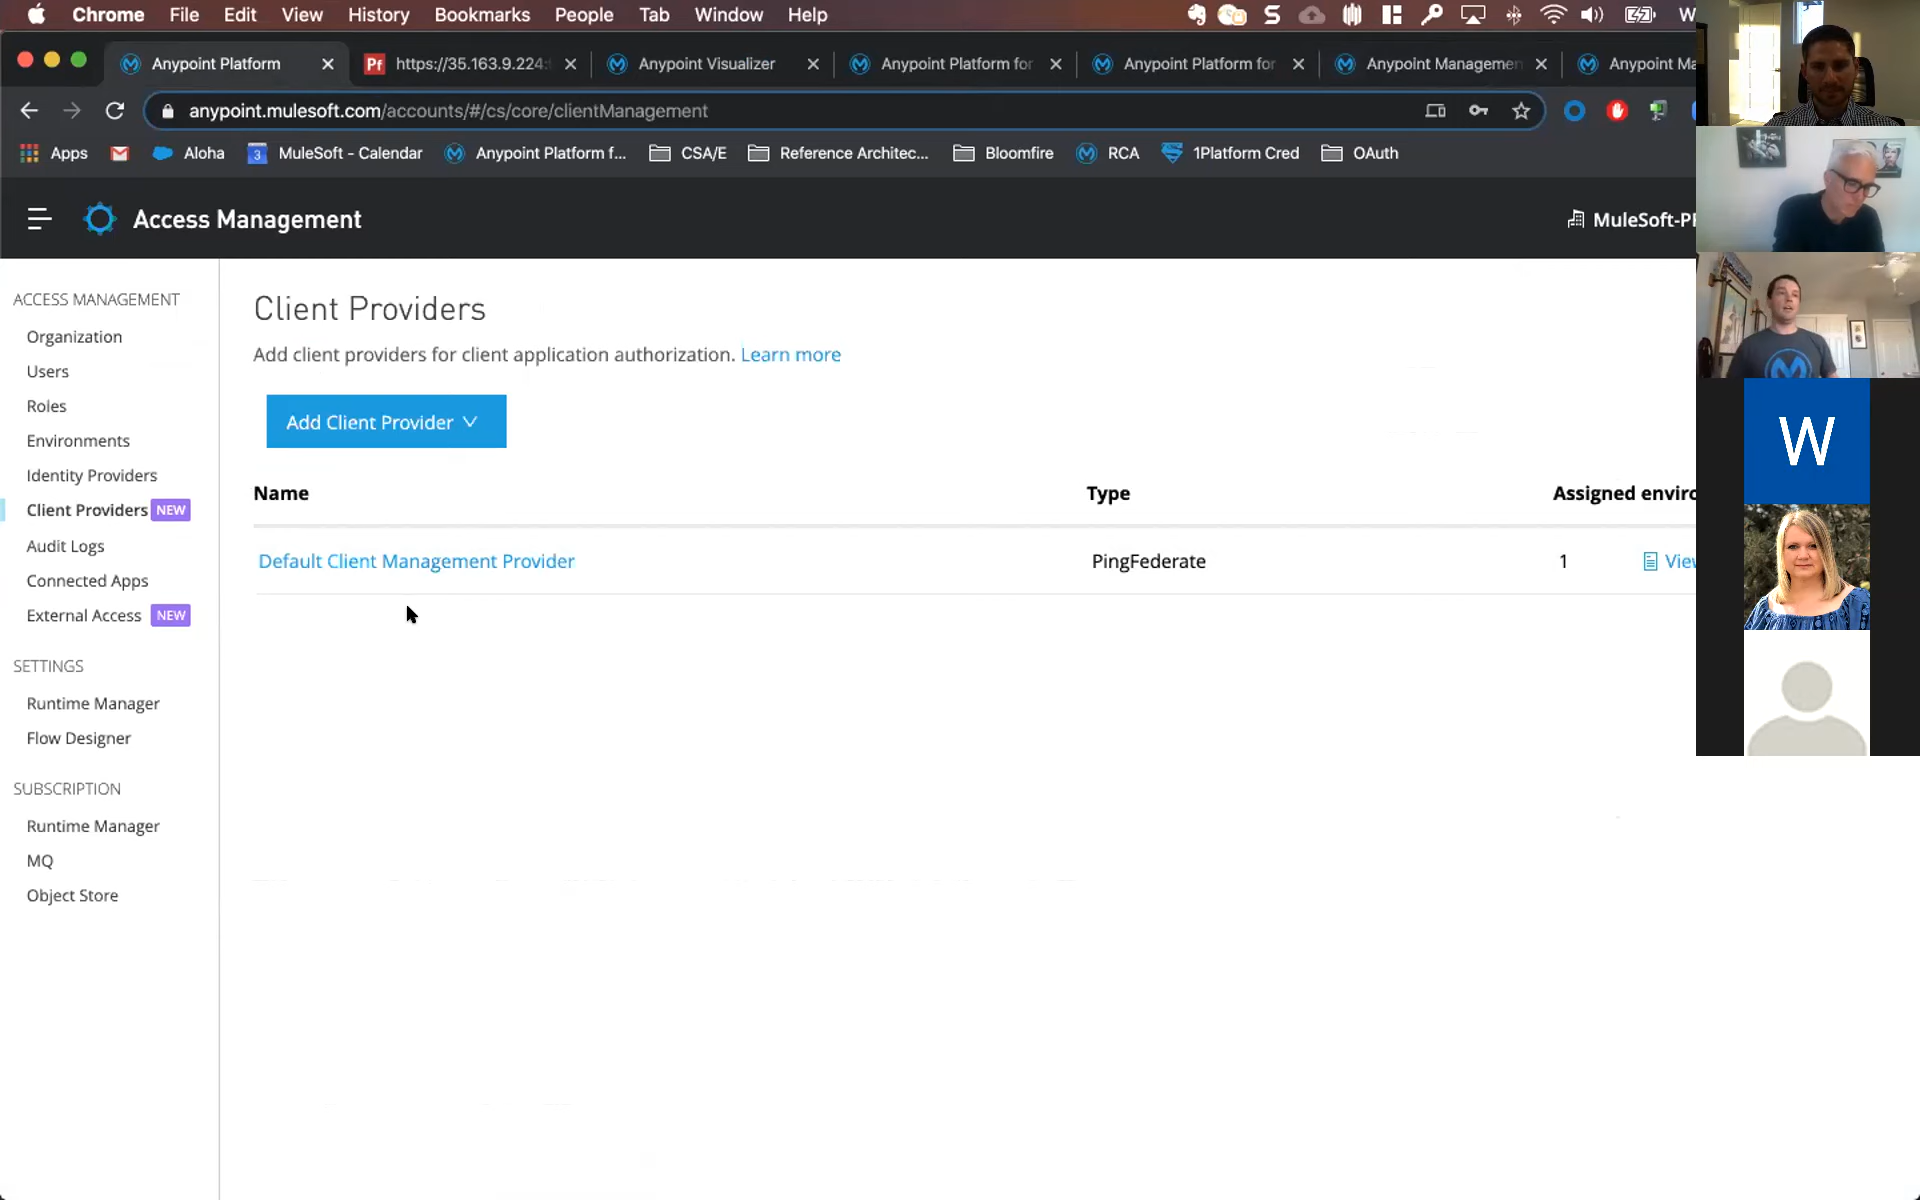 Chrome File Edit View History Bookmarks People Tab Window Help W
Anypoint Platform Pf https://35.163.9.224: Anypoint Visualizer Anypoint Platform for Anypoint Platform for Anypoint Managemen Anypoint Ma
anypoint.mulesoft.com/accounts/#/cs/core/clientManagement
Apps Aloha 3 MuleSoft - Calendar Anypoint Platform f... CSA/E Reference Architec... Bloomfire RCA 1Platform Cred OAuth
Access Management
MuleSoft-P
ACCESS MANAGEMENT
Organization
Users
Roles
Environments
Identity Providers
Client Providers NEW
Audit Logs
Connected Apps
External Access NEW
SETTINGS
Runtime Manager
Flow Designer
SUBSCRIPTION
Runtime Manager
MQ
Object Store
Client Providers
Add client providers for client application authorization. Learn more
Add Client Provider
Name Type Assigned enviro
Default Client Management Provider PingFederate 1 View
W